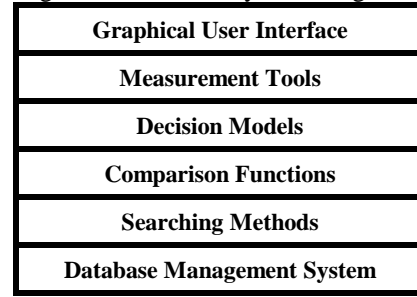 Graphical User Interface
Measurement Tools
Decision Models
Comparison Functions
Searching Methods
Database Management System